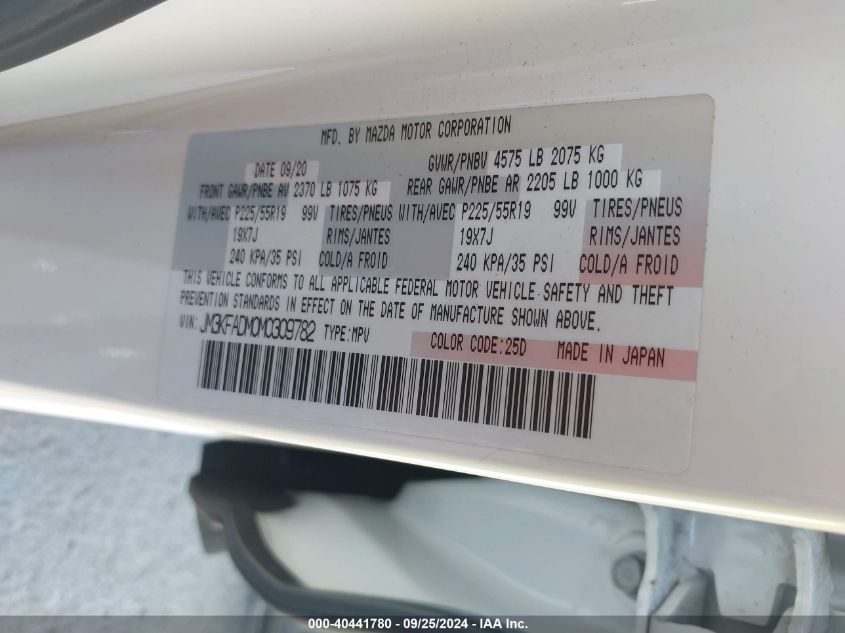 MFD. BY MAZDA MOTOR CORPORATION
DATE 09/20 GVWR/PNBV 4575 LB 2075 KG
FRONT GAWR/PNBE AV 2370 LB 1075 KG REAR GAWR/PNBE AR 2205 LB 1000 KG
WITH/AVEC P225/55R19 99V TIRES/PNEUS WITH/AVEC P225/55R19 99V TIRES/PNEUS
19X7J RIMS/JANTES 19X7J RIMS/JANTES
240 KPA/35 PSI COLD/A FROID 240 KPA/35 PSI COLD/A FROID
THIS VEHICLE CONFORMS TO ALL APPLICABLE FEDERAL MOTOR VEHICLE SAFETY AND THEFT
PREVENTION STANDARDS IN EFFECT ON THE DATE OF MANUFACTURE SHOWN ABOVE.
VIN: JM3KFADM0M0309782 TYPE:MPV COLOR CODE:25D MADE IN JAPAN
000-40441780 - 09/25/2024 - IAA Inc.